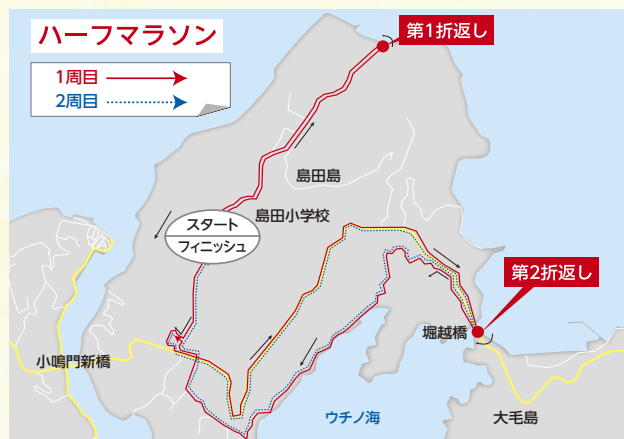 ハーフマラソン
1周目
2周目
第1折返し
島田島
島田小学校
スタート
フィニッシュ
第2折返し
堀越橋
小鳴門新橋
ウチノ海
大毛島